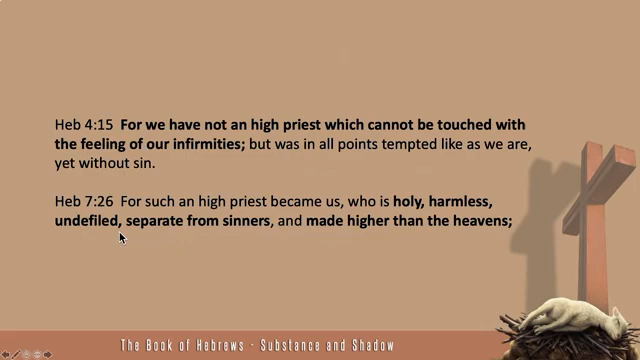 Heb 4:15 For we have not an high priest which cannot be touched with
the feeling of our infirmities; but was in all points tempted like as we are,
yet without sin.
Heb 7:26 For such an high priest became us, who is holy, harmless,
undefiled, separate from sinners, and made higher than the heavens;
The Book of Hebrews - Substance and Shadow